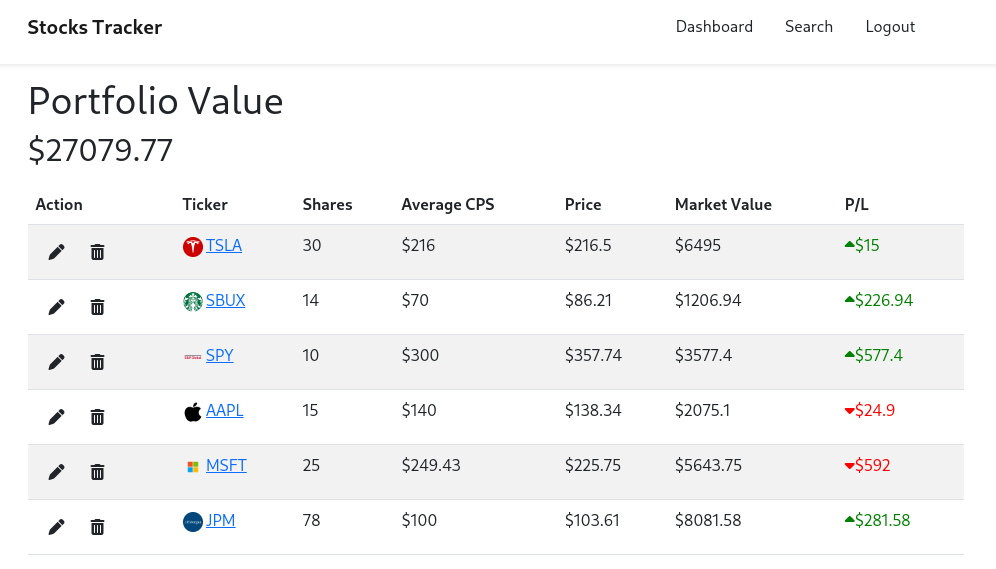 Stocks Tracker Dashboard Search Logout
Portfolio Value
$27079.77
Action Ticker Shares Average CPS Price Market Value P/L
TSLA 30 $216 $216.5 $6495 $15
SBUX 14 $70 $86.21 $1206.94 $226.94
SPY 10 $300 $357.74 $3577.4 $577.4
AAPL 15 $140 $138.34 $2075.1 $24.9
MSFT 25 $249.43 $225.75 $5643.75 $592
JPM 78 $100 $103.61 $8081.58 $281.58